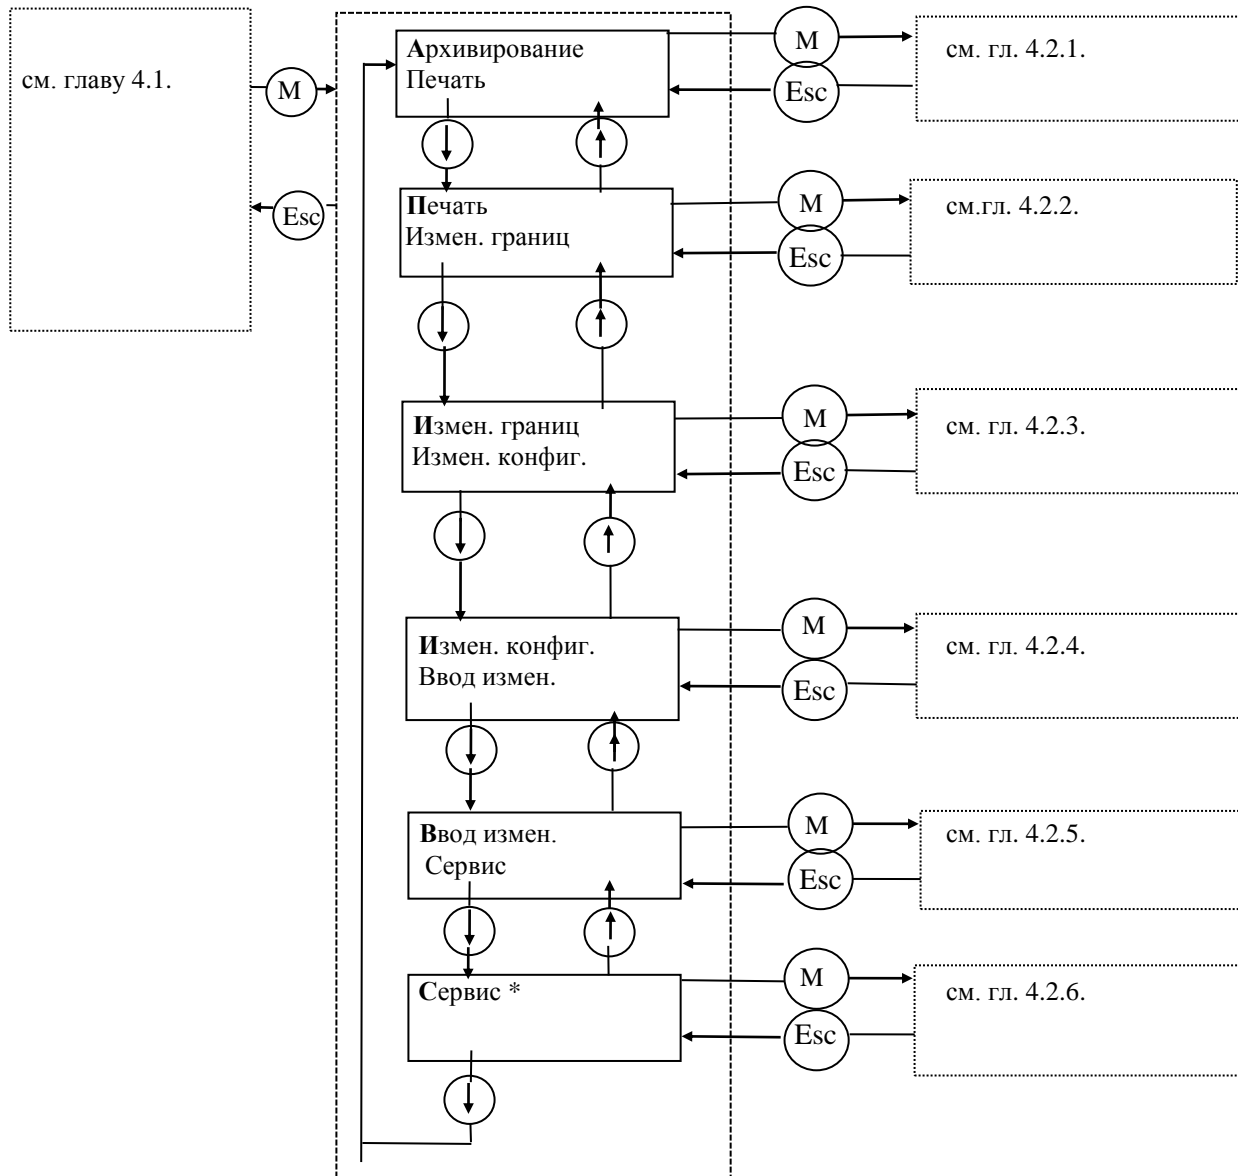 см. главу 4.1.
М
Esc
Архивирование
Печать
М
Esc
см. гл. 4.2.1.
Печать
Измен. границ
М
Esc
см.гл. 4.2.2.
Измен. границ
Измен. конфиг.
М
Esc
см. гл. 4.2.3.
Измен. конфиг.
Ввод измен.
М
Esc
см. гл. 4.2.4.
Ввод измен.
Сервис
М
Esc
см. гл. 4.2.5.
Сервис *
М
Esc
см. гл. 4.2.6.